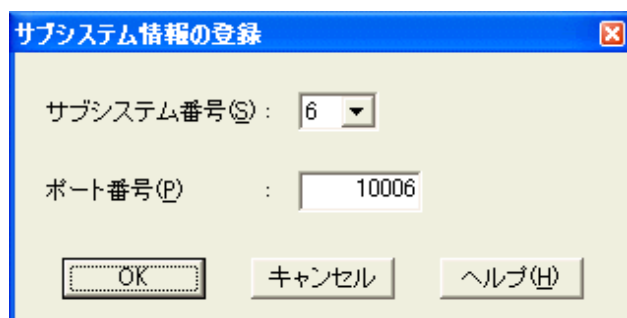 サブシステム情報の登録
サブシステム番号(S): 6
ポート番号(P) : 10006
OK キャンセル ヘルプ(H)